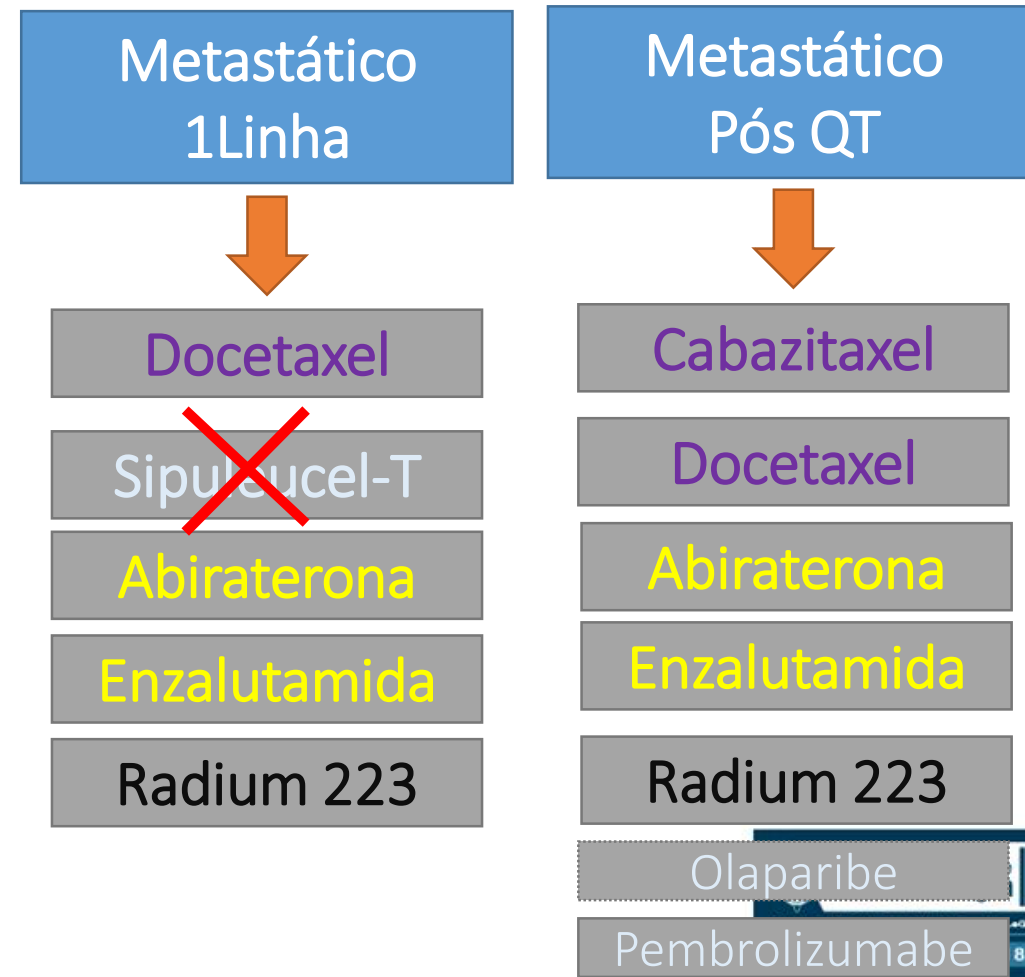 Metastático
1Linha
Docetaxel
Sipuleucel-T
Abiraterona
Enzalutamida
Radium 223
Metastático
Pós QT
Cabazitaxel
Docetaxel
Abiraterona
Enzalutamida
Radium 223
Olaparibe
Pembrolizumabe
8